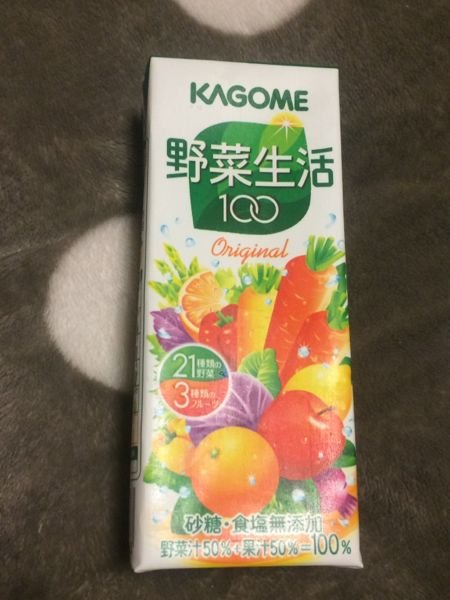 KAGOME
野菜生活
100
Original
21種類の
野菜
3種類の
フルーツ
砂糖・食塩無添加
野菜汁50%+果汁50%=100%